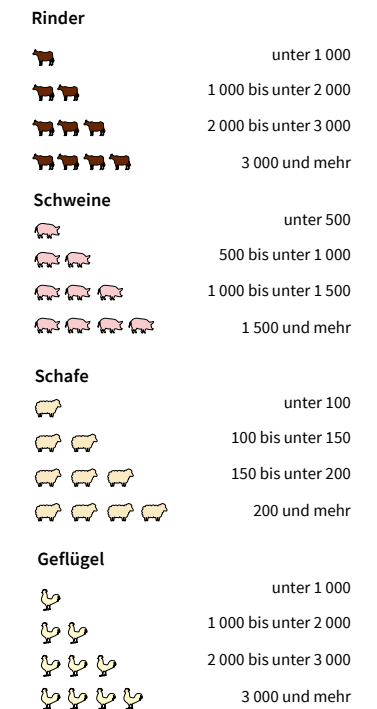 Rinder
unter 1 000
1 000 bis unter 2 000
2 000 bis unter 3 000
3 000 und mehr
Schweine
unter 500
500 bis unter 1 000
1 000 bis unter 1 500
1 500 und mehr
Schafe
unter 100
100 bis unter 150
150 bis unter 200
200 und mehr
Geflügel
unter 1 000
1 000 bis unter 2 000
2 000 bis unter 3 000
3 000 und mehr